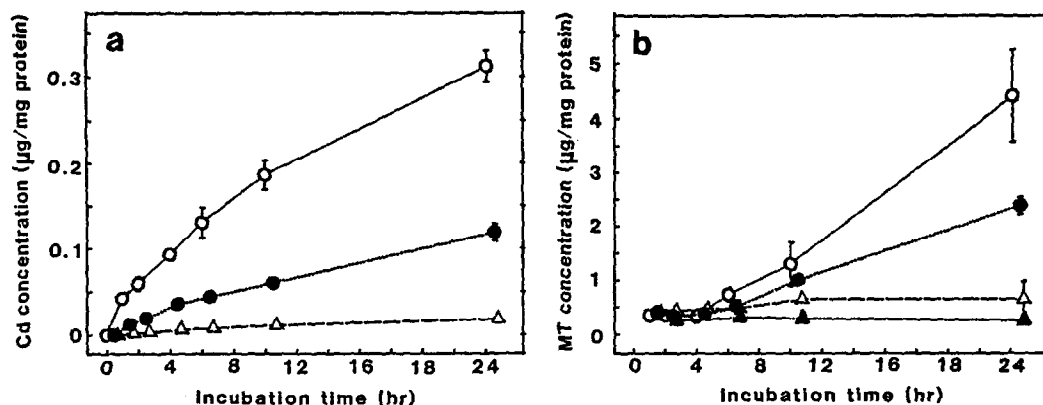 a
Cd concentration (µg/mg protein)
0.3
0.2
0.1
0
0 4 8 12 16 20 24
Incubation time (hr)
b
MT concentration (µg/mg protein)
5
4
3
2
1
0
0 4 8 12 16 20 24
Incubation time (hr)